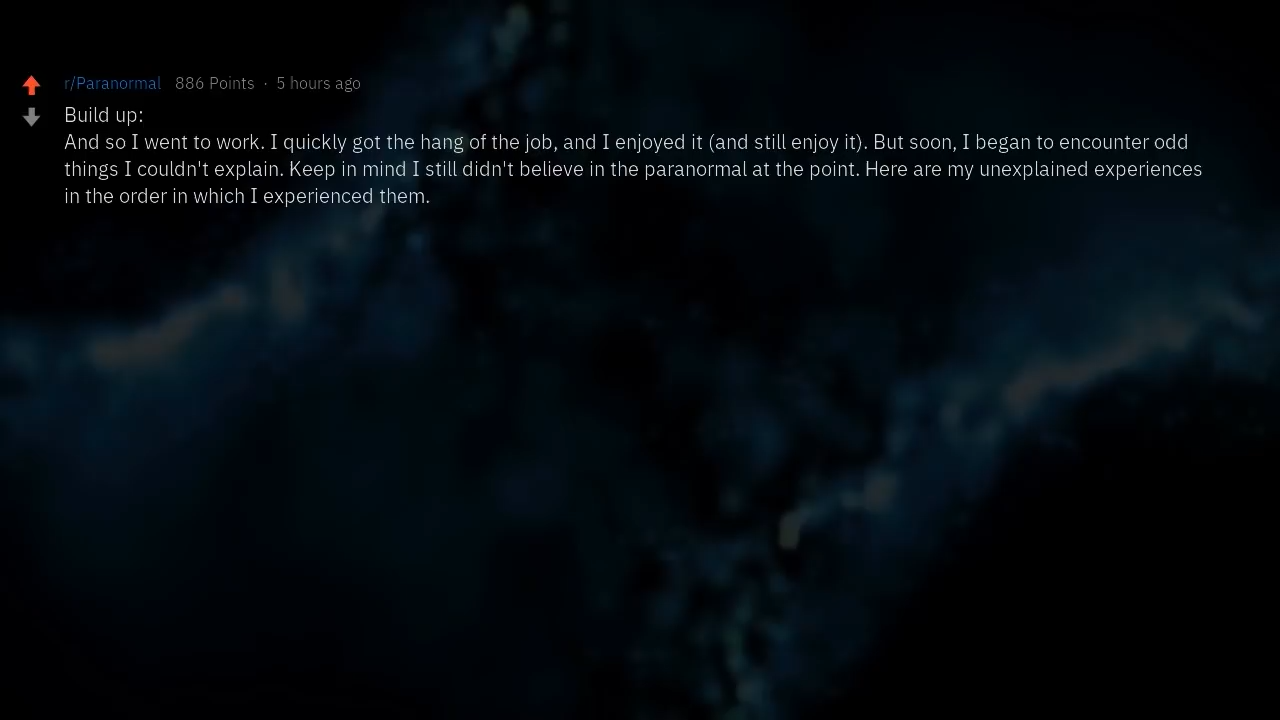 r/Paranormal 886 Points · 5 hours ago
Build up:
And so I went to work. I quickly got the hang of the job, and I enjoyed it (and still enjoy it). But soon, I began to encounter odd
things I couldn't explain. Keep in mind I still didn't believe in the paranormal at the point. Here are my unexplained experiences
in the order in which I experienced them.